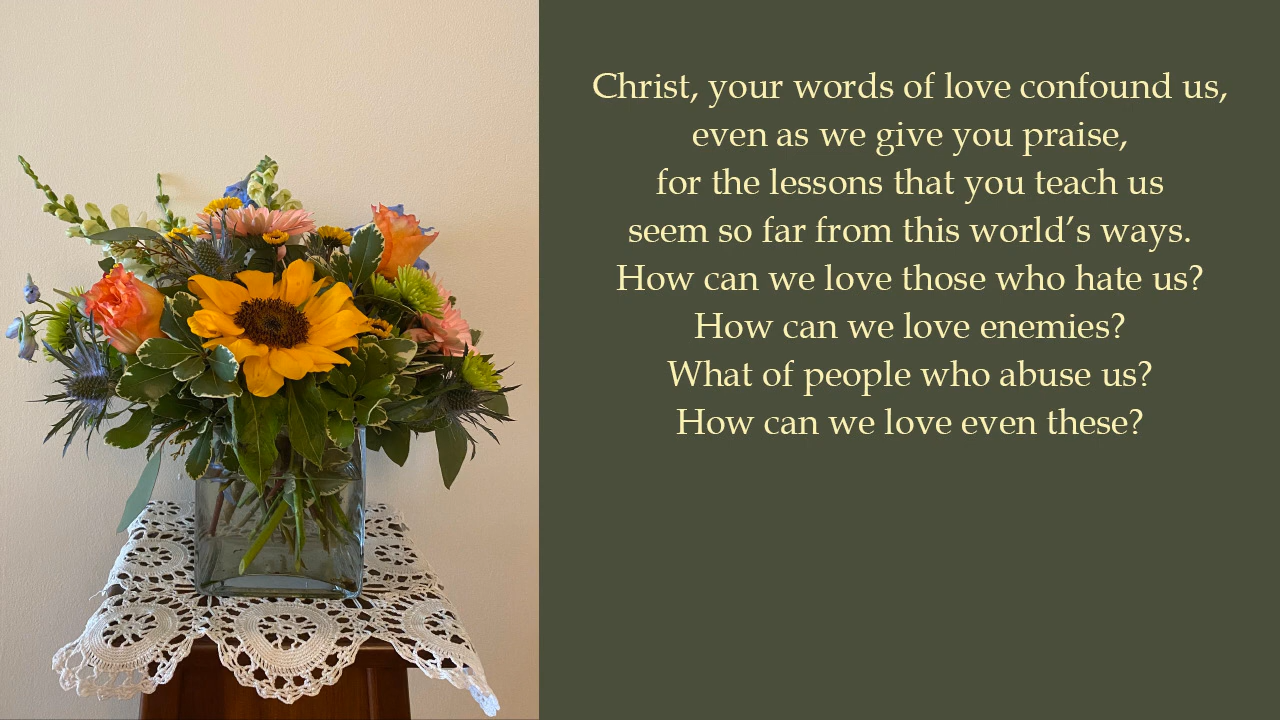 Christ, your words of love confound us,
even as we give you praise,
for the lessons that you teach us
seem so far from this world’s ways.
How can we love those who hate us?
How can we love enemies?
What of people who abuse us?
How can we love even these?